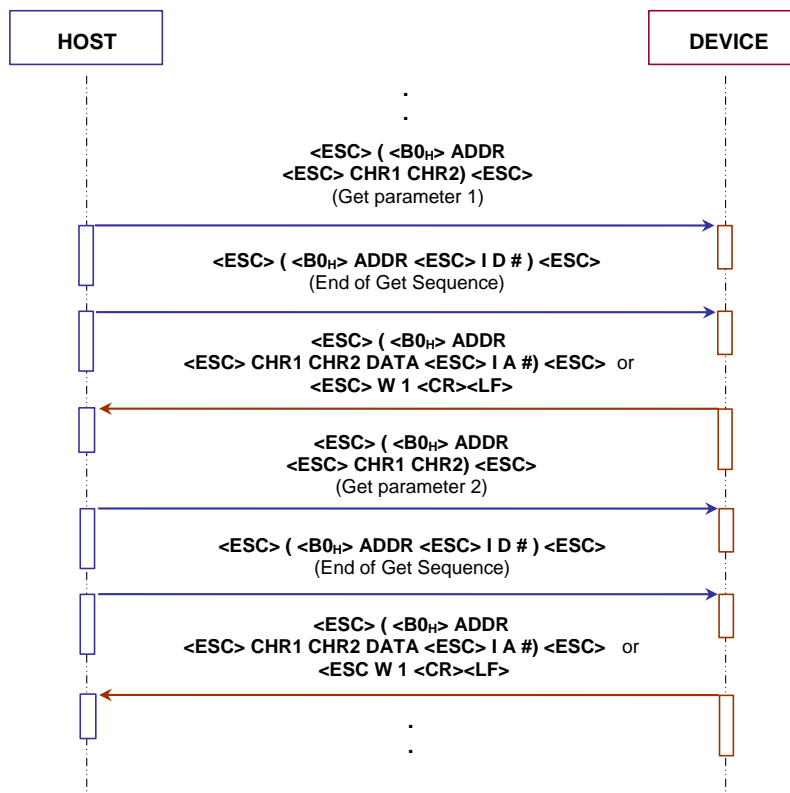 HOST
DEVICE
.
.
<ESC> ( <B0H> ADDR
<ESC> CHR1 CHR2) <ESC>
(Get parameter 1)
<ESC> ( <B0H> ADDR <ESC> I D # ) <ESC>
(End of Get Sequence)
<ESC> ( <B0H> ADDR
<ESC> CHR1 CHR2 DATA <ESC> I A #) <ESC> or
<ESC> W 1 <CR><LF>
<ESC> ( <B0H> ADDR
<ESC> CHR1 CHR2) <ESC>
(Get parameter 2)
<ESC> ( <B0H> ADDR <ESC> I D # ) <ESC>
(End of Get Sequence)
<ESC> ( <B0H> ADDR
<ESC> CHR1 CHR2 DATA <ESC> I A #) <ESC> or
<ESC W 1 <CR><LF>
.
.